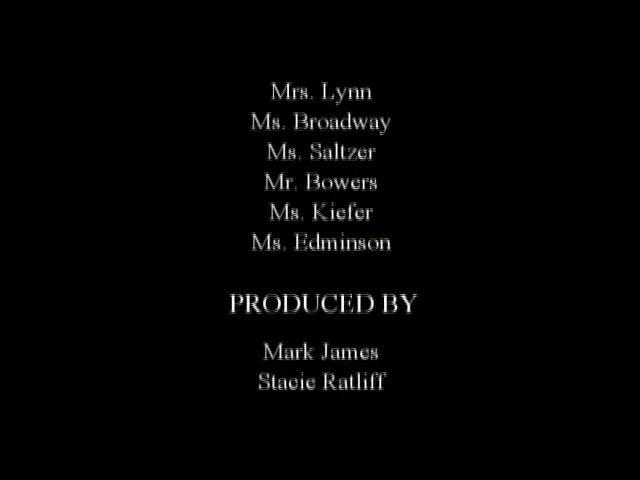 Mrs. Lynn
Ms. Broadway
Ms. Saltzer
Mr. Bowers
Ms. Kiefer
Ms. Edminson
PRODUCED BY
Mark James
Stacie Ratliff